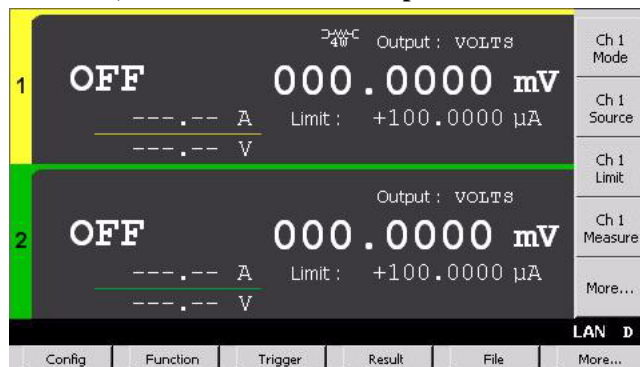 4W Output : VOLTS
1 OFF 000.0000 mV
---.-- A Limit : +100.0000 µA
---.-- V
Output : VOLTS
2 OFF 000.0000 mV
---.-- A Limit : +100.0000 µA
---.-- V
Ch 1
Mode
Ch 1
Source
Ch 1
Limit
Ch 1
Measure
More...
LAN D
Config Function Trigger Result File More...